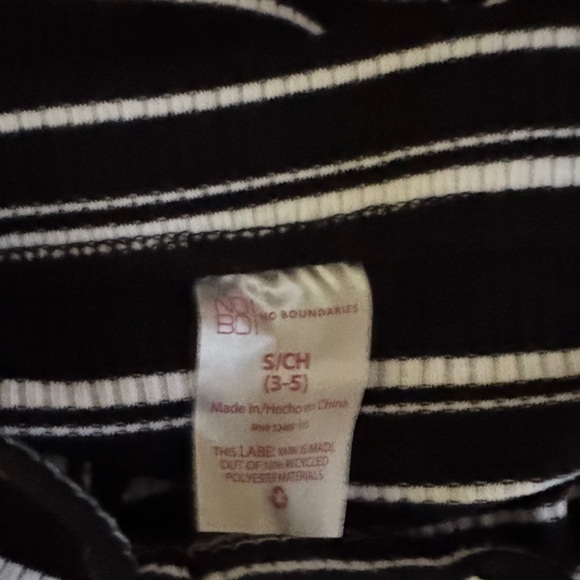 NO
BO
NO BOUNDARIES
S/CH
(3-5)
Made in/Hecho en China
THIS LABEL YARN IS MADE
OUT OF 100% RECYCLED
POLYESTER MATERIALS